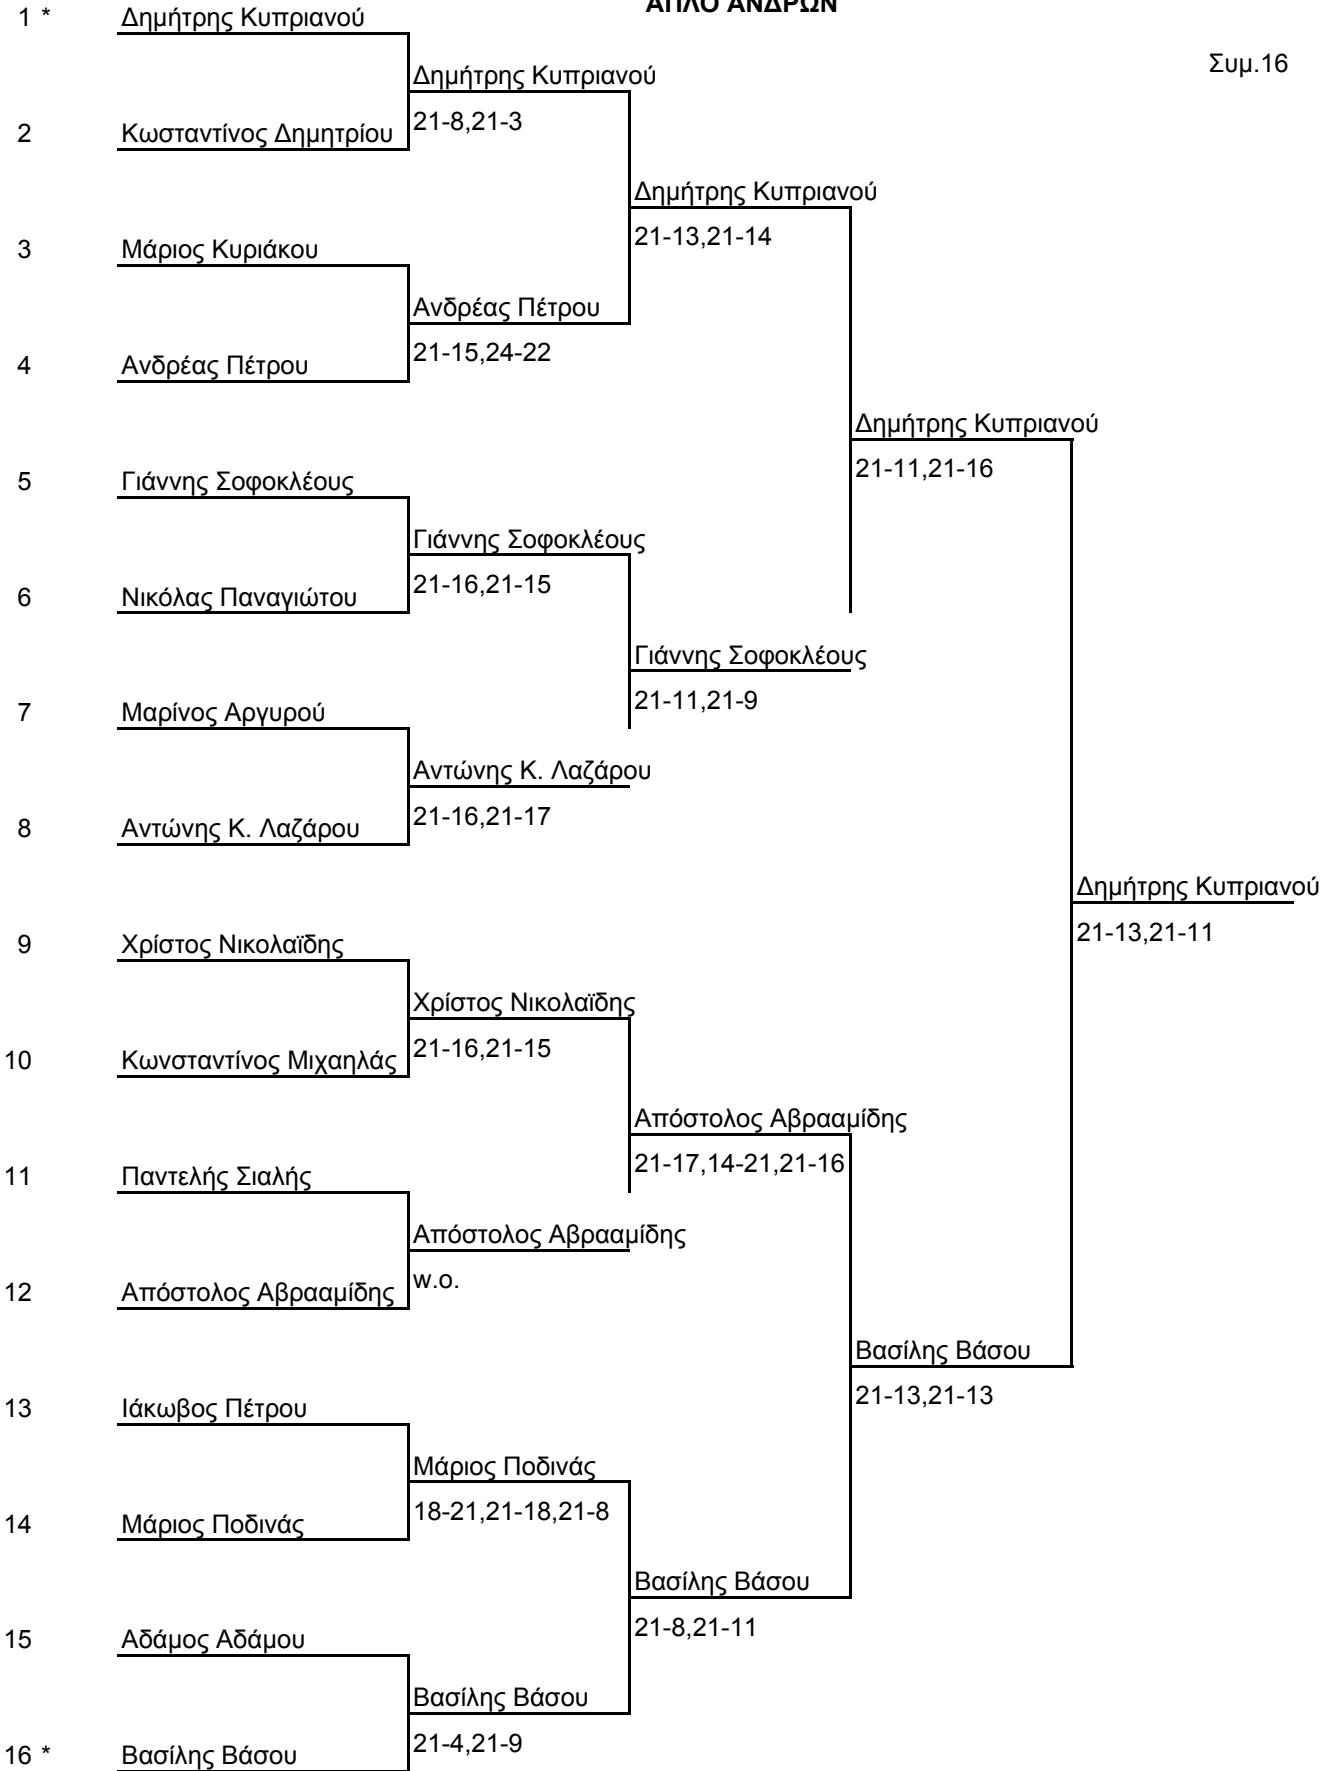 ΑΠΛΟ ΑΝΔΡΩΝ
1 * Δημήτρης Κυπριανού
Συμ.16
Δημήτρης Κυπριανού
21-8,21-3
2 Κωσταντίνος Δημητρίου
Δημήτρης Κυπριανού
21-13,21-14
3 Μάριος Κυριάκου
Ανδρέας Πέτρου
21-15,24-22
4 Ανδρέας Πέτρου
Δημήτρης Κυπριανού
21-11,21-16
5 Γιάννης Σοφοκλέους
Γιάννης Σοφοκλέους
21-16,21-15
6 Νικόλας Παναγιώτου
Γιάννης Σοφοκλέους
21-11,21-9
7 Μαρίνος Αργυρού
Αντώνης Κ. Λαζάρου
21-16,21-17
8 Αντώνης Κ. Λαζάρου
Δημήτρης Κυπριανού
21-13,21-11
9 Χρίστος Νικολαϊδης
Χρίστος Νικολαϊδης
21-16,21-15
10 Κωνσταντίνος Μιχαηλάς
Απόστολος Αβρααμίδης
21-17,14-21,21-16
11 Παντελής Σιαλής
Απόστολος Αβρααμίδης
w.o.
12 Απόστολος Αβρααμίδης
Βασίλης Βάσου
21-13,21-13
13 Ιάκωβος Πέτρου
Μάριος Ποδινάς
18-21,21-18,21-8
14 Μάριος Ποδινάς
Βασίλης Βάσου
21-8,21-11
15 Αδάμος Αδάμου
Βασίλης Βάσου
21-4,21-9
16 * Βασίλης Βάσου